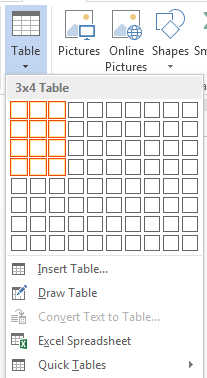 Table
Pictures
Online
Pictures
Shapes
3x4 Table
Insert Table...
Draw Table
Convert Text to Table...
Excel Spreadsheet
Quick Tables